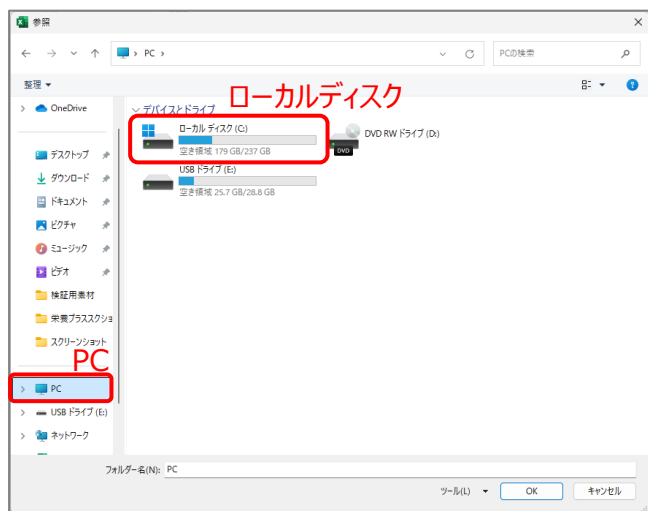 参照
PC
PCの検索
整理
OneDrive
デスクトップ
ダウンロード
ドキュメント
ピクチャ
ミュージック
ビデオ
検証用素材
栄養プラススクショ
スクリーンショット
PC
PC
USB ドライブ (E:)
ネットワーク
ローカルディスク
デバイスとドライブ
ローカル ディスク (C:)
空き領域 179 GB/237 GB
DVD RW ドライブ (D:)
DVD
USB ドライブ (E:)
空き領域 25.7 GB/28.8 GB
フォルダー名(N): PC
ツール(L) OK キャンセル